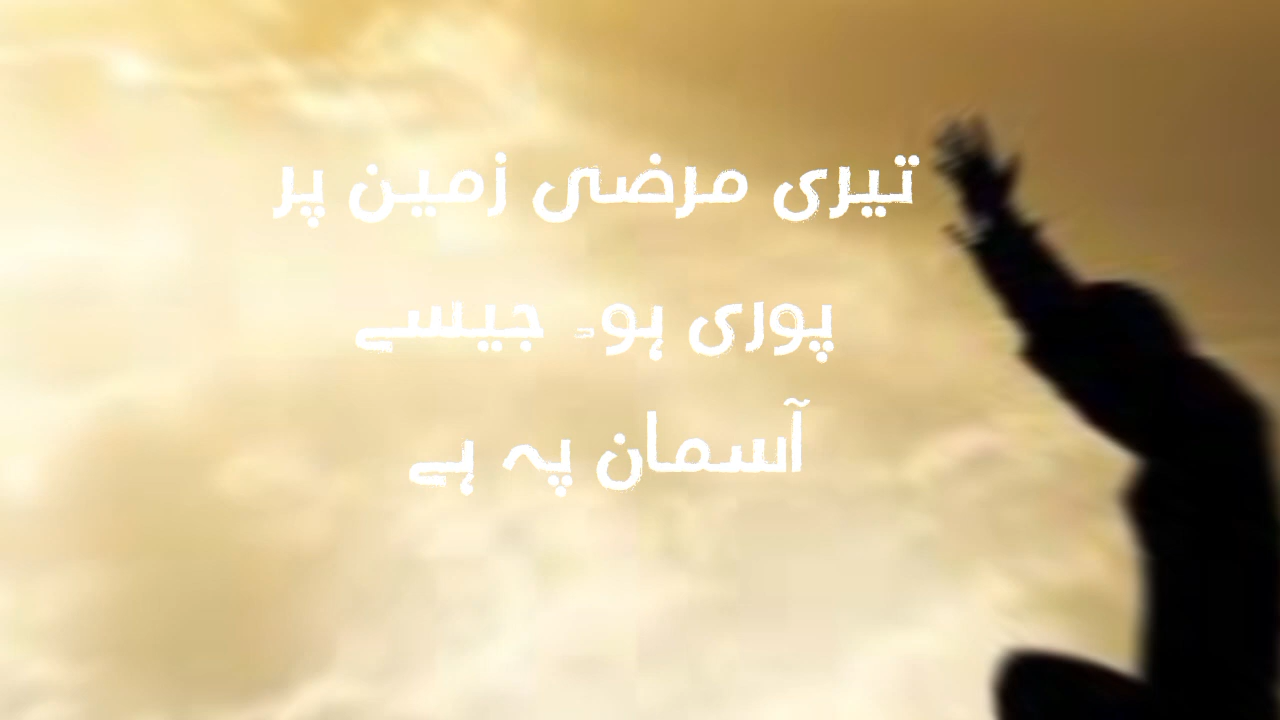 تیری مرضی زمین پر
پوری ہو۔ جیسے
آسمان پہ ہے